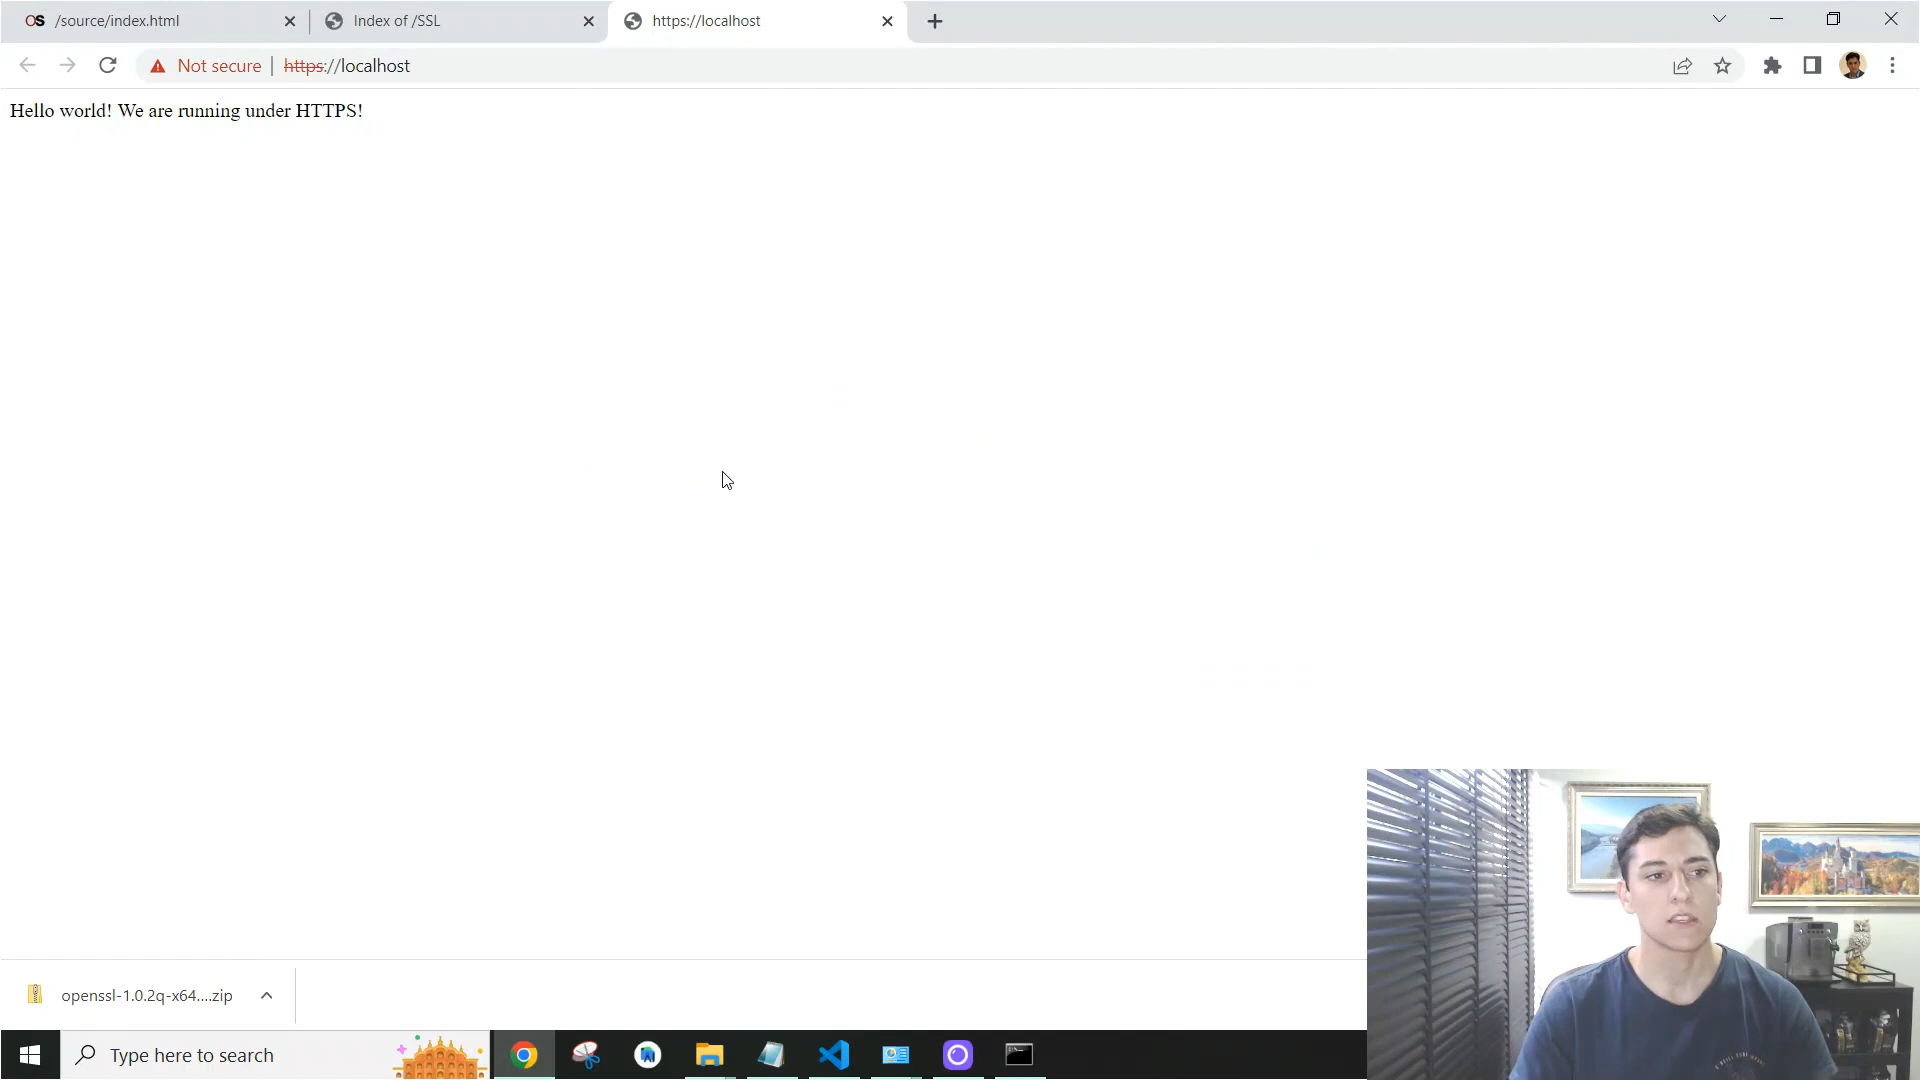 OS /source/index.html
Index of /SSL
https://localhost
Not secure | https://localhost
Hello world! We are running under HTTPS!
openssl-1.0.2q-x64....zip
Type here to search